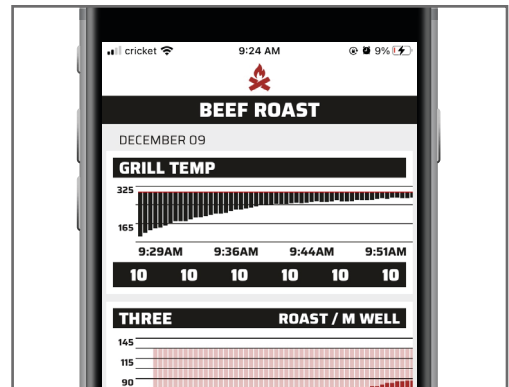 cricket 9:24 AM 9%
BEEF ROAST
DECEMBER 09
GRILL TEMP
325
165
9:29AM 9:36AM 9:44AM 9:51AM
10 10 10 10 10 10
THREE ROAST / M WELL
145
115
90